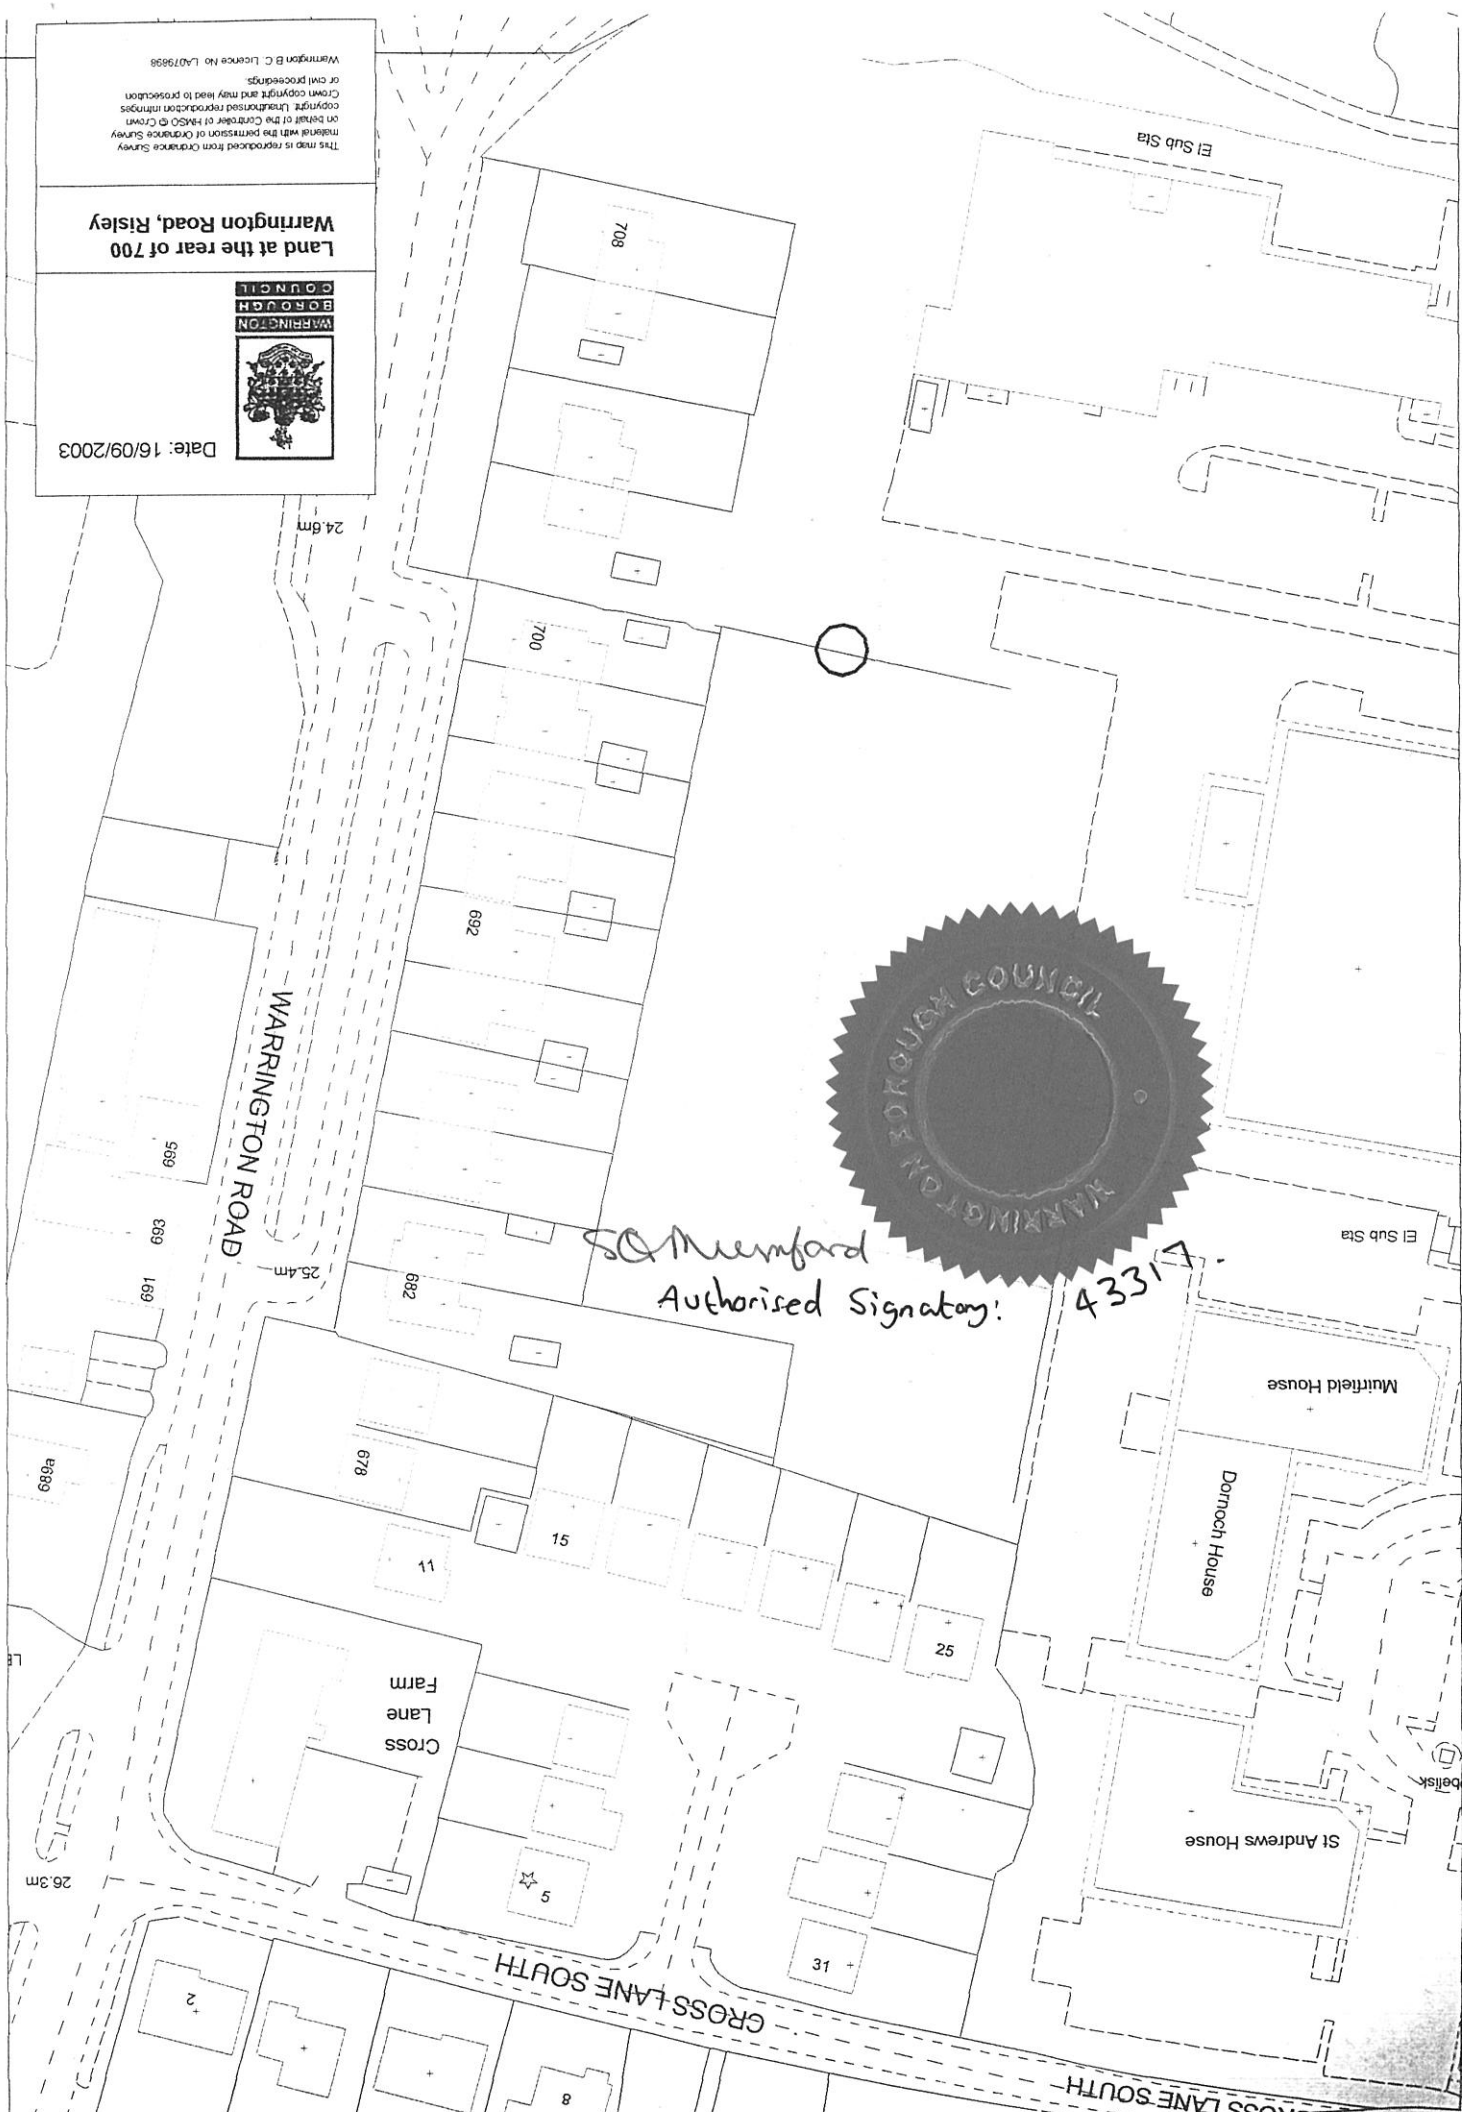 Date: 16/09/2003
WARRINGTON
BOROUGH
COUNCIL
Land at the rear of 700
Warrington Road, Risley
This map is reproduced from Ordnance Survey
material with the permission of Ordnance Survey
on behalf of the Controller of HMSO © Crown
copyright. Unauthorised reproduction infringes
Crown copyright and may lead to prosecution
or civil proceedings.
Warrington B C Licence No LA079898
El Sub Sta
708
24.6m
700
692
WARRINGTON ROAD
695
693
691
25.4m
682
689a
678
WARRINGTON BOROUGH COUNCIL
SQ Mumford
Authorised Signatory:
43317.
El Sub Sta
Muirfield House
Dornoch House
15
11
25
Cross
Lane
Farm
St Andrews House
26.3m
5
31
CROSS LANE SOUTH
CROSS LANE SOUTH
2
8